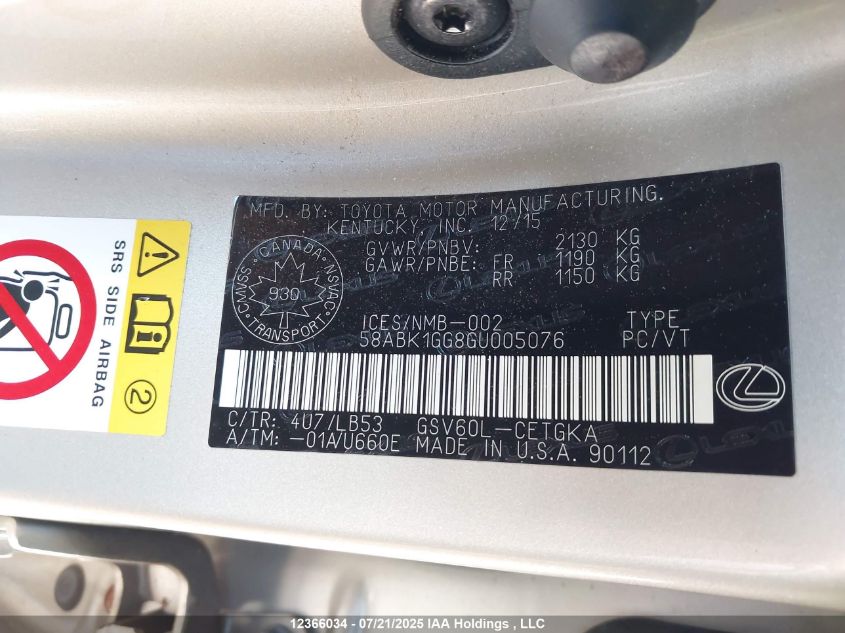 MFD. BY: TOYOTA MOTOR MANUFACTURING.
KENTUCKY, INC. 12/15
GVWR/PNBV: 2130 KG
GAWR/PNBE: FR 1190 KG
RR 1150 KG
CANADA
CMVSS 930 NSVAC
TRANSPORT
ICES/NMB-002
58ABK1GG8GU005076
TYPE
PC/VT
C/TR: 4U7/LB53 GSV60L-CETGKA
A/TM: -01A/U660E MADE IN U.S.A. 90112
LEXUS
SRS SIDE AIRBAG
2
12366034 - 07/21/2025 IAA Holdings , LLC